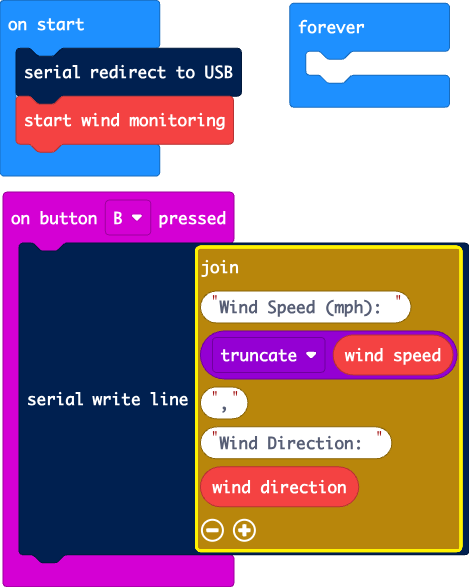 on start
serial redirect to USB
start wind monitoring
forever
on button B pressed
join
"Wind Speed (mph): "
truncate wind speed
serial write line
","
"Wind Direction: "
wind direction